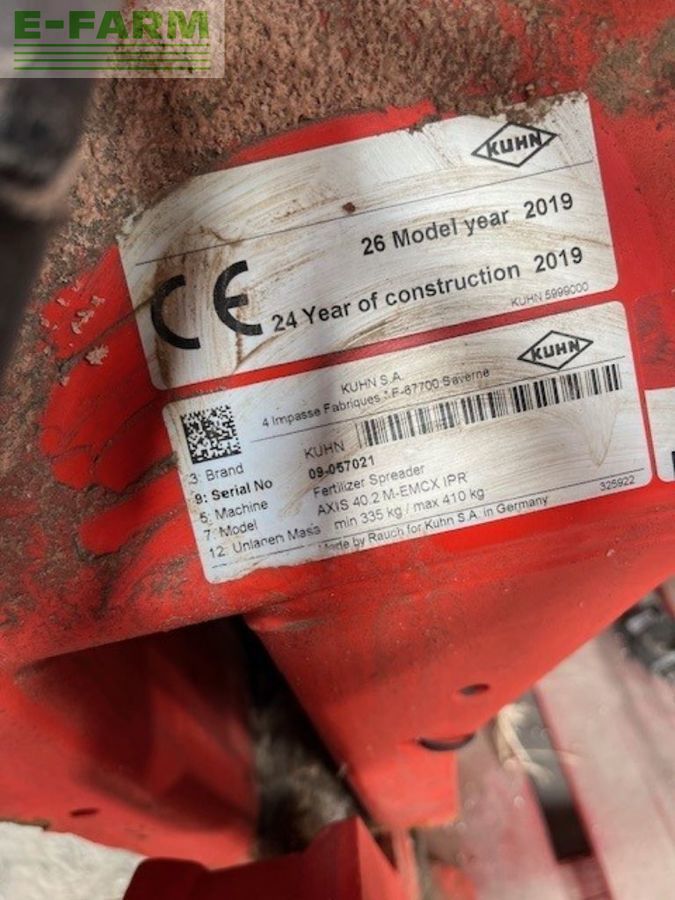 E-FARM
KUHN
26 Model year 2019
CE
24 Year of construction 2019
KUHN 5999000
KUHN
KUHN S.A.
4 Impasse Fabriques * F-67700 Saverne
3: Brand KUHN
9: Serial No 09-057021
5: Machine Fertilizer Spreader
7: Model AXIS 40.2 M-EMCX IPR
12: Unladen Mass min 335 kg / max 410 kg
325922
Made by Rauch for Kuhn S.A. in Germany